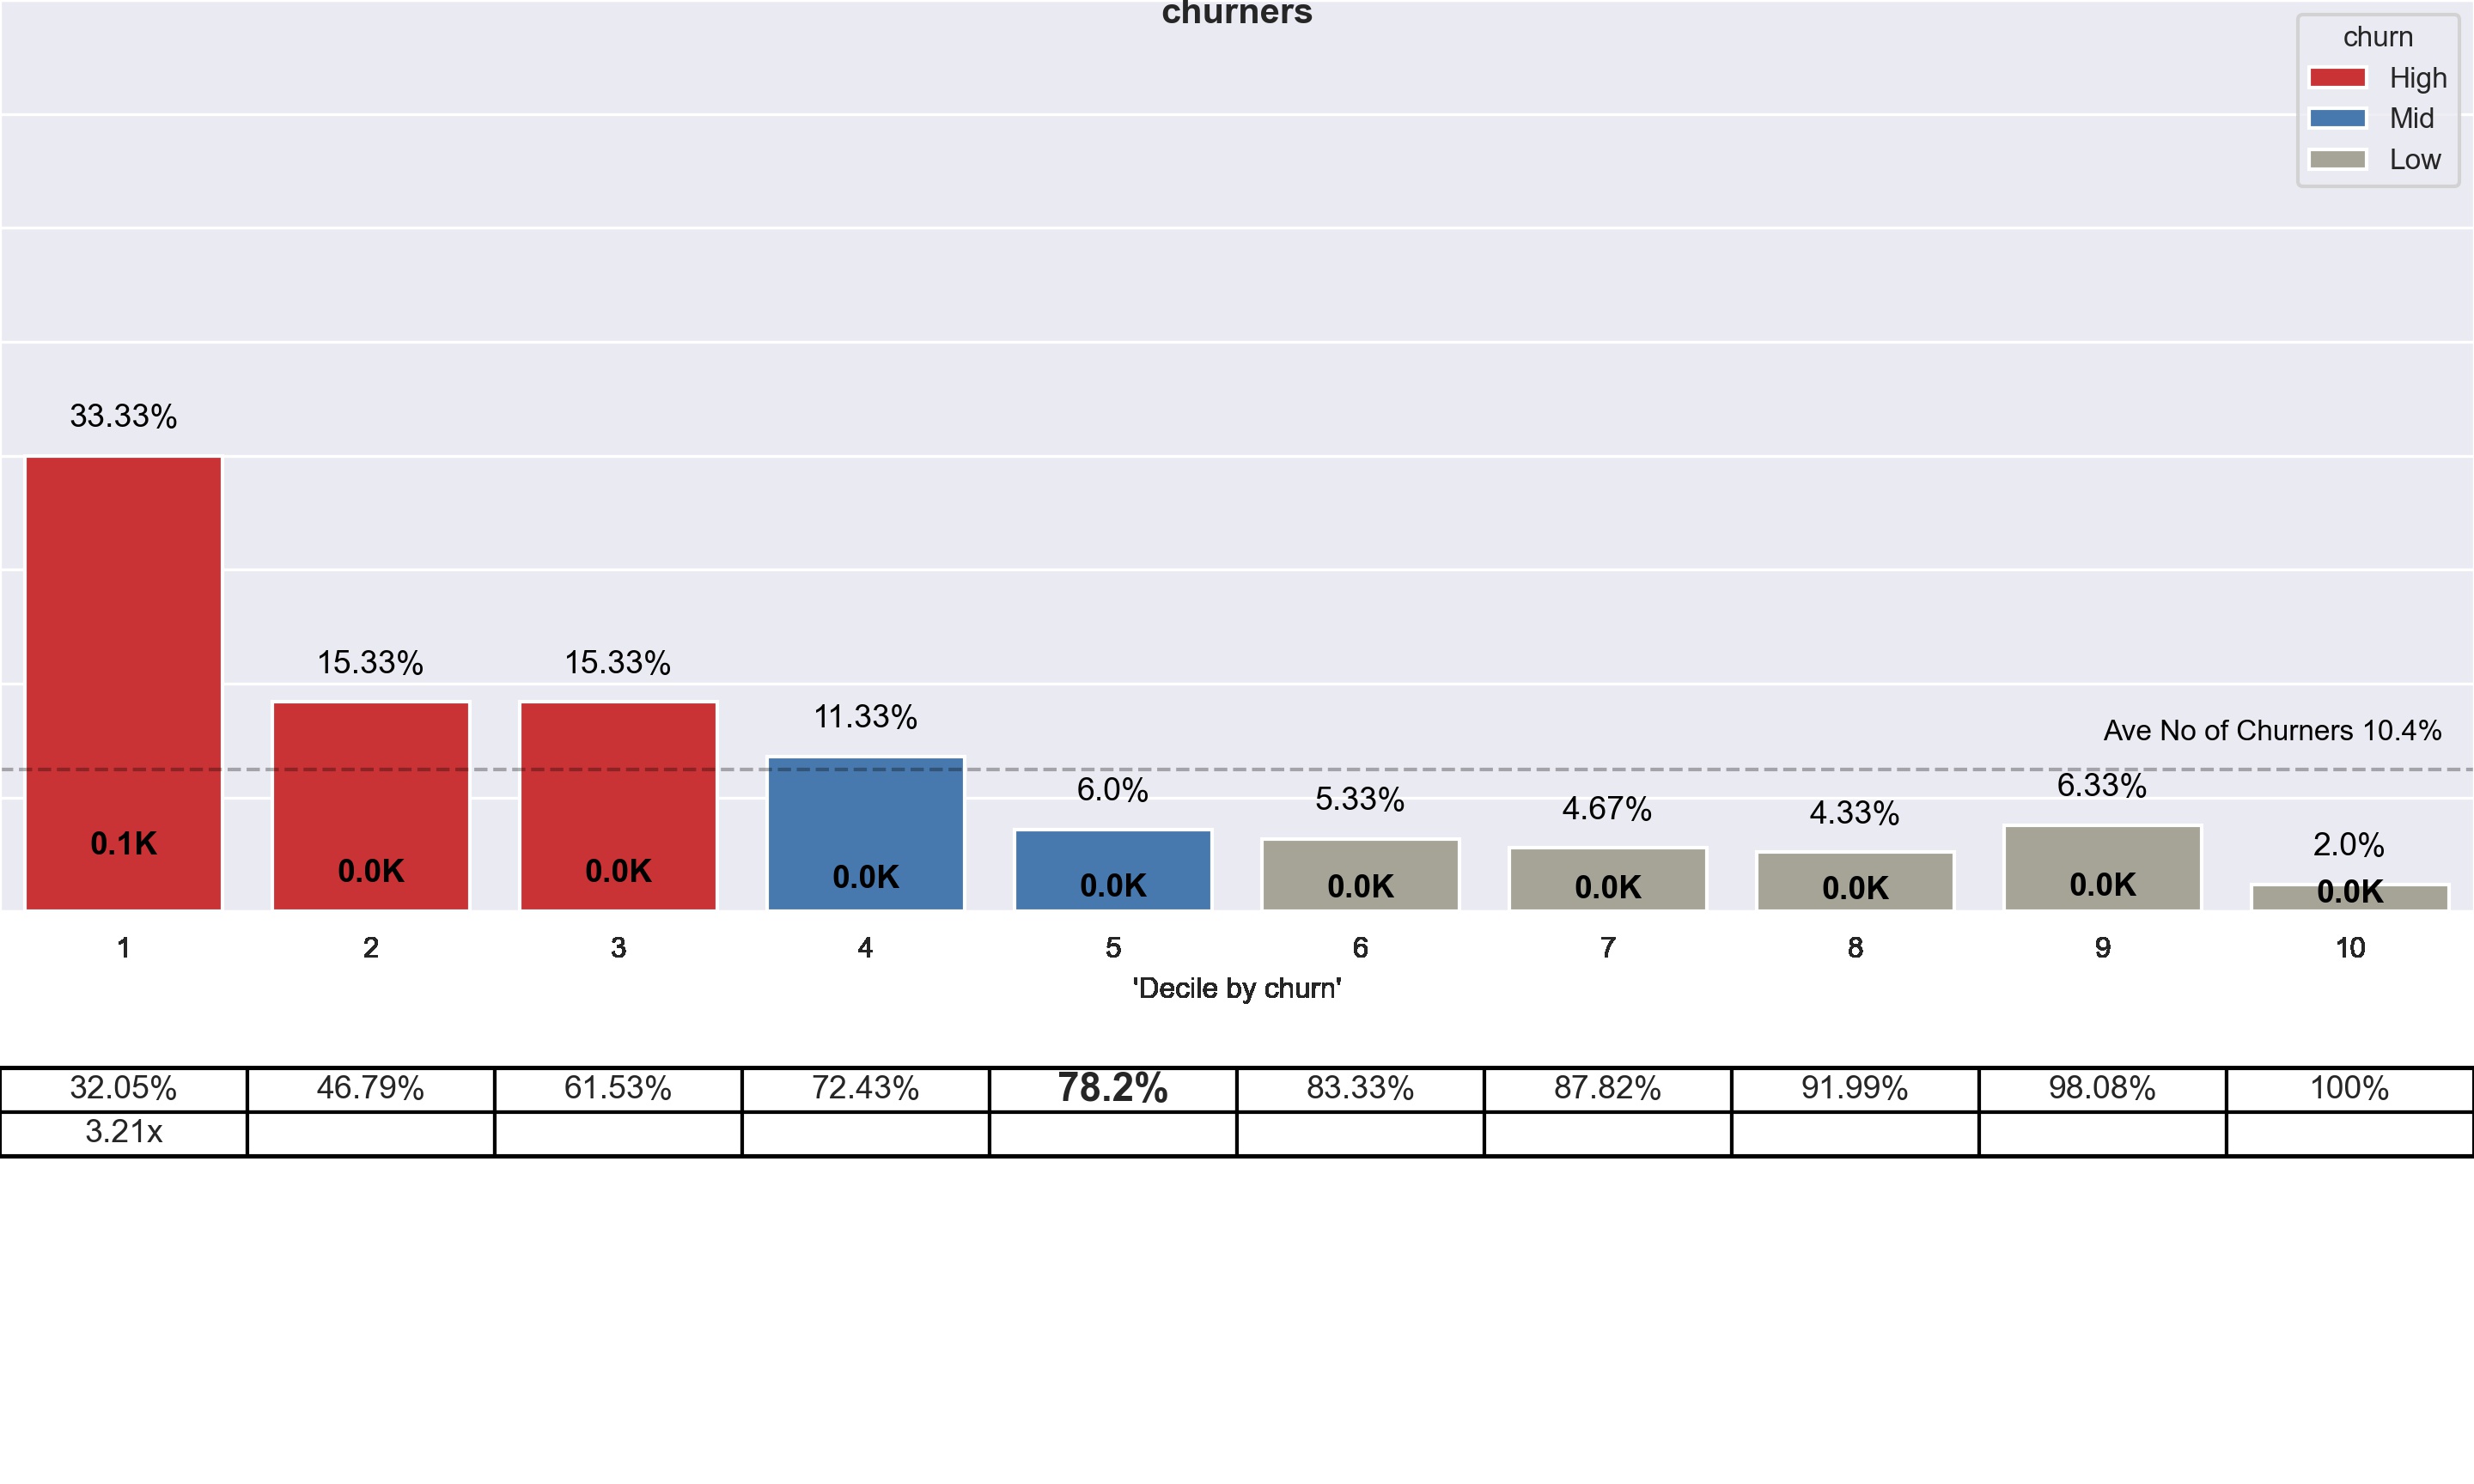 churners
churn
High
Mid
Low
33.33%
15.33%
15.33%
11.33%
Ave No of Churners 10.4%
6.0%
5.33%
4.67%
4.33%
6.33%
2.0%
0.1K
0.0K
0.0K
0.0K
0.0K
0.0K
0.0K
0.0K
0.0K
0.0K
1 2 3 4 5 6 7 8 9 10
'Decile by churn'
32.05% 46.79% 61.53% 72.43% 78.2% 83.33% 87.82% 91.99% 98.08% 100%
3.21x